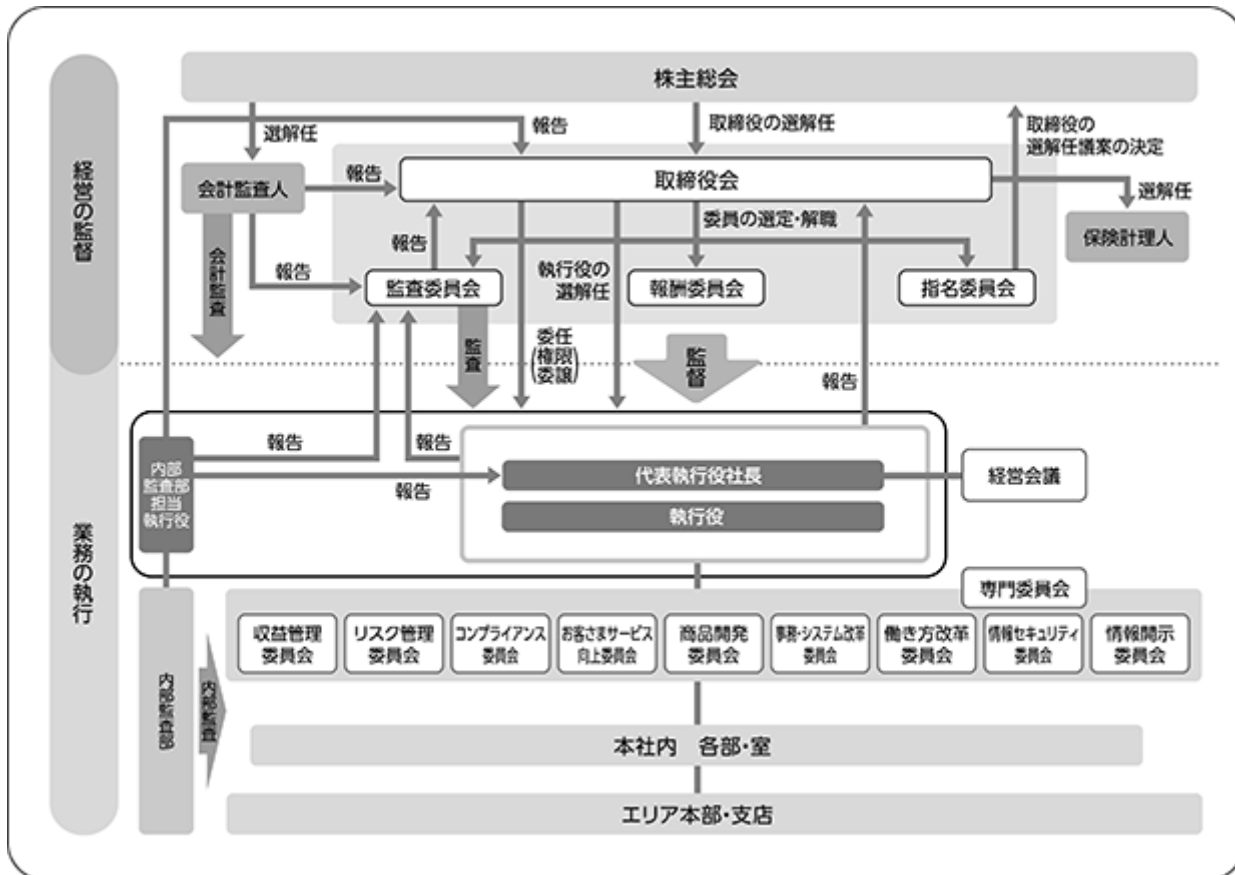 株主総会
経営の監督
選解任
報告
取締役の選解任
取締役の
選解任議案の決定
会計監査人
報告
取締役会
選解任
保険計理人
会計監査
報告
報告
委員の選定・解職
執行役の
選解任
監査委員会
報酬委員会
指名委員会
監査
委任
(権限
委譲)
監督
報告
業務の執行
内部
監査部
担当
執行役
報告
報告
報告
代表執行役社長
執行役
経営会議
専門委員会
収益管理
委員会
リスク管理
委員会
コンプライアンス
委員会
お客さまサービス
向上委員会
商品開発
委員会
事務・システム改革
委員会
働き方改革
委員会
情報セキュリティ
委員会
情報開示
委員会
内部監査部
内部監査
本社内 各部・室
エリア本部・支店